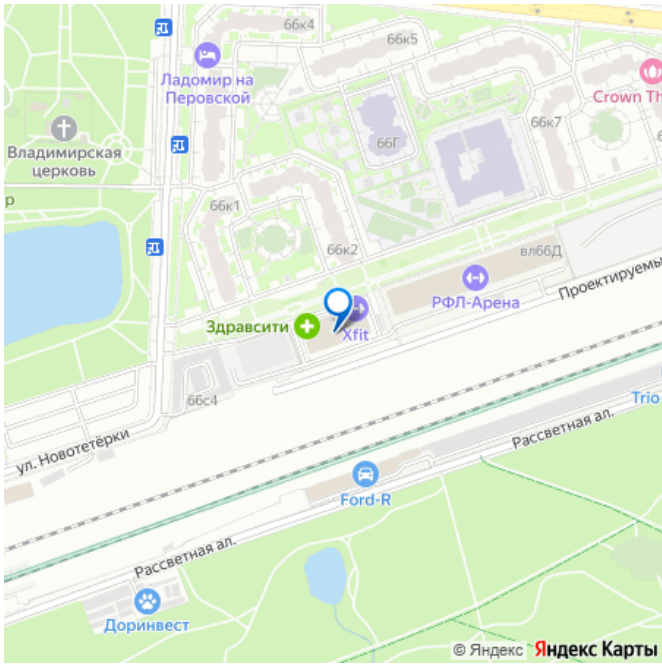 66к4
66к5
Ладомир на
Перовской
Crown Th
66Г
66к7
Владимирская
церковь
р
66к1
66к2
вл66Д
РФЛ-Арена
Проектируемы
Здравсити
Xfit
66с4
Trio
ул. Новотетёрки
Рассветная ал.
Ford-R
Рассветная ал.
Доринвест
© Яндекс Яндекс Карты